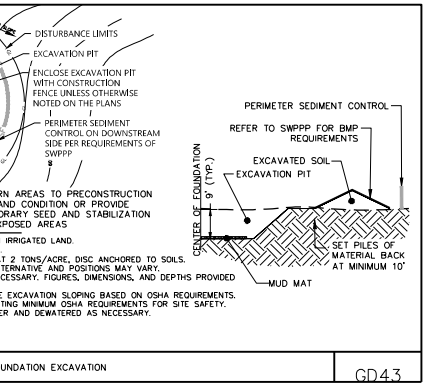 DISTURBANCE LIMITS
EXCAVATION PIT
ENCLOSE EXCAVATION PIT
WITH CONSTRUCTION
FENCE UNLESS OTHERWISE
NOTED ON THE PLANS
PERIMETER SEDIMENT
CONTROL ON DOWNSTREAM
SIDE PER REQUIREMENTS OF
SWPPP
RN AREAS TO PRECONSTRUCTION
AND CONDITION OR PROVIDE
ORARY SEED AND STABILIZATION
EXPOSED AREAS
IRRIGATED LAND.
AT 2 TONS/ACRE, DISC ANCHORED TO SOILS.
TERNATIVE AND POSITIONS MAY VARY.
CESSARY. FIGURES, DIMENSIONS, AND DEPTHS PROVIDED
E EXCAVATION SLOPING BASED ON OSHA REQUIREMENTS.
TING MINIMUM OSHA REQUIREMENTS FOR SITE SAFETY.
ER AND DEWATERED AS NECESSARY.
PERIMETER SEDIMENT CONTROL
REFER TO SWPPP FOR BMP
REQUIREMENTS
EXCAVATED SOIL
EXCAVATION PIT
CENTER OF FOUNDATION
9" (TYP.)
SET PILES OF
MATERIAL BACK
AT MINIMUM 10'
MUD MAT
UNDATION EXCAVATION
GD43